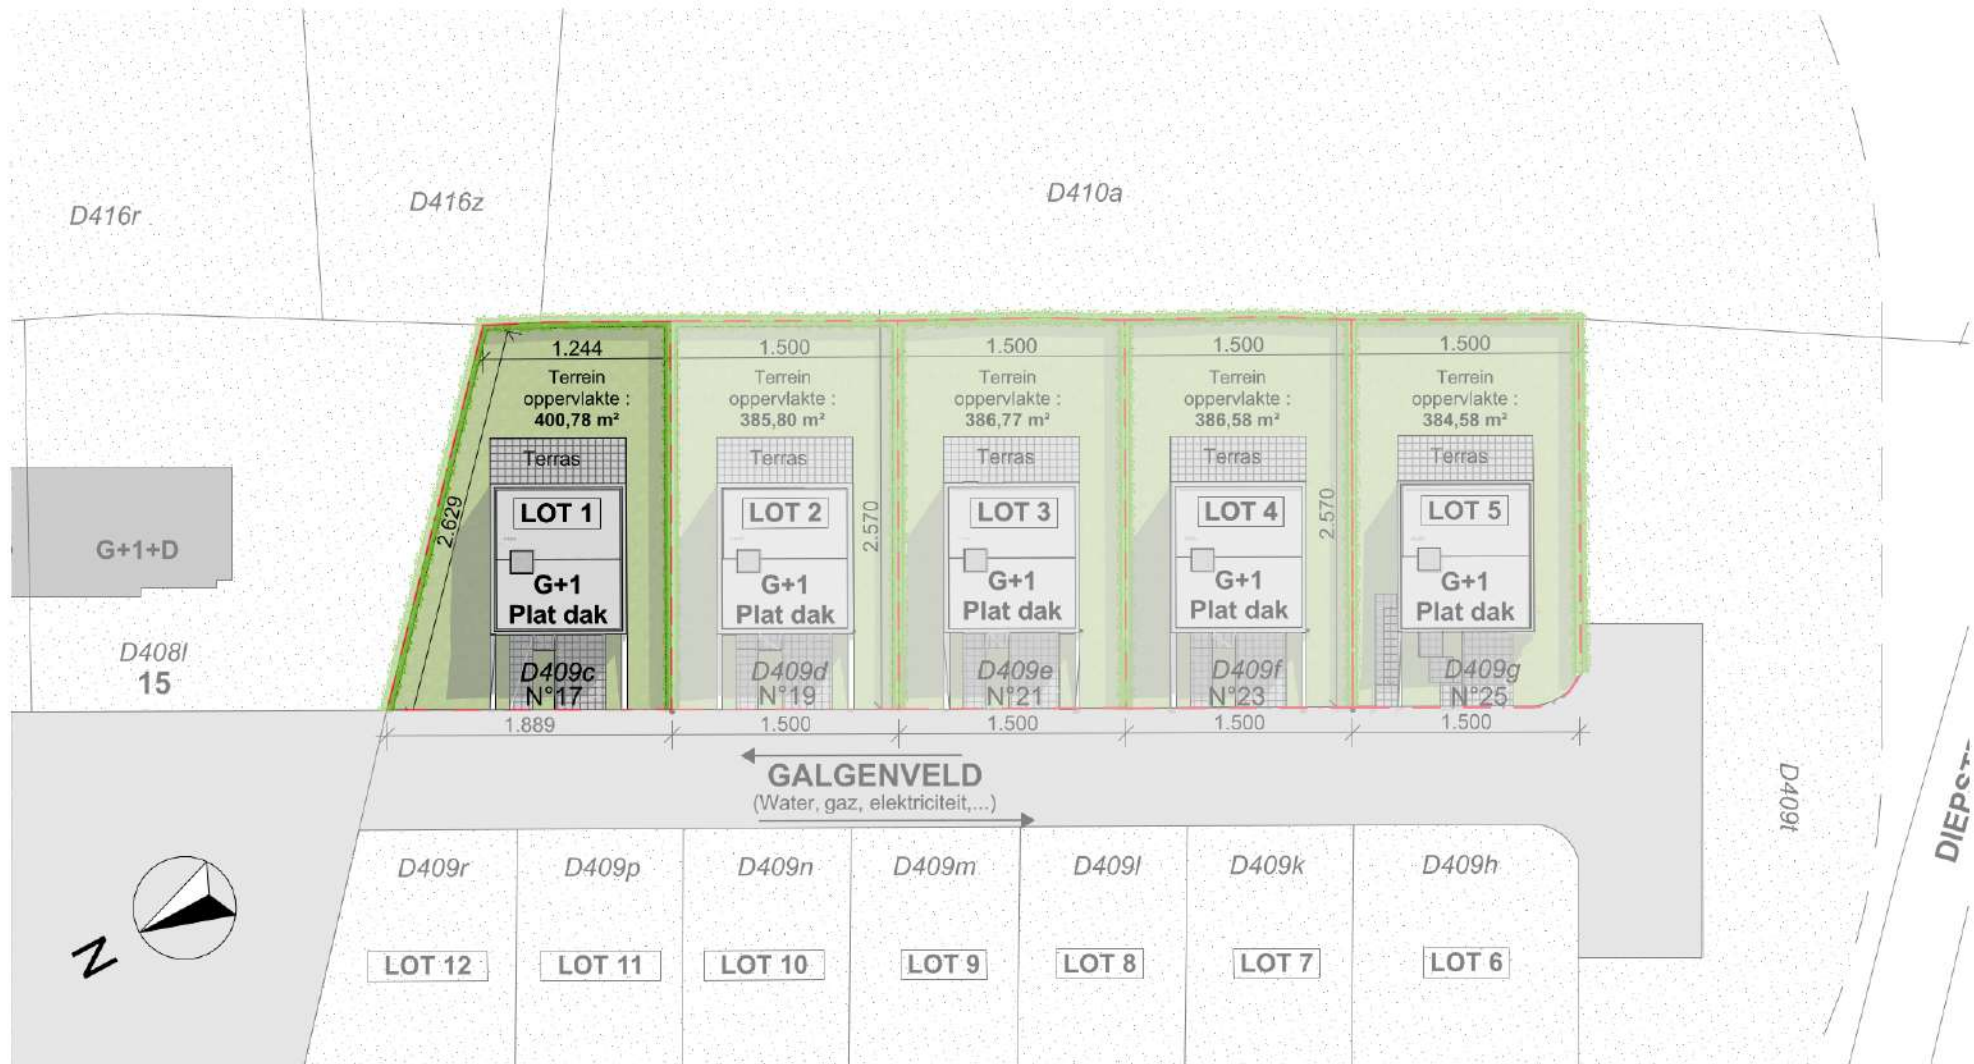 D416r
D416z
D410a
1.244
1.500
1.500
1.500
1.500
Terrein
oppervlakte :
400,78 m²
Terrein
oppervlakte :
385,80 m²
Terrein
oppervlakte :
386,77 m²
Terrein
oppervlakte :
386,58 m²
Terrein
oppervlakte :
384,58 m²
Terras
Terras
Terras
Terras
Terras
2.629
LOT 1
LOT 2
2.570
LOT 3
LOT 4
2.570
LOT 5
G+1+D
G+1
Plat dak
G+1
Plat dak
G+1
Plat dak
G+1
Plat dak
G+1
Plat dak
D408l
15
D409c
N°17
D409d
N°19
D409e
N°21
D409f
N°23
D409g
N°25
1.889
1.500
1.500
1.500
1.500
GALGENVELD
(Water, gaz, elektriciteit,...)
D409t
D409r
D409p
D409n
D409m
D409l
D409k
D409h
N
LOT 12
LOT 11
LOT 10
LOT 9
LOT 8
LOT 7
LOT 6